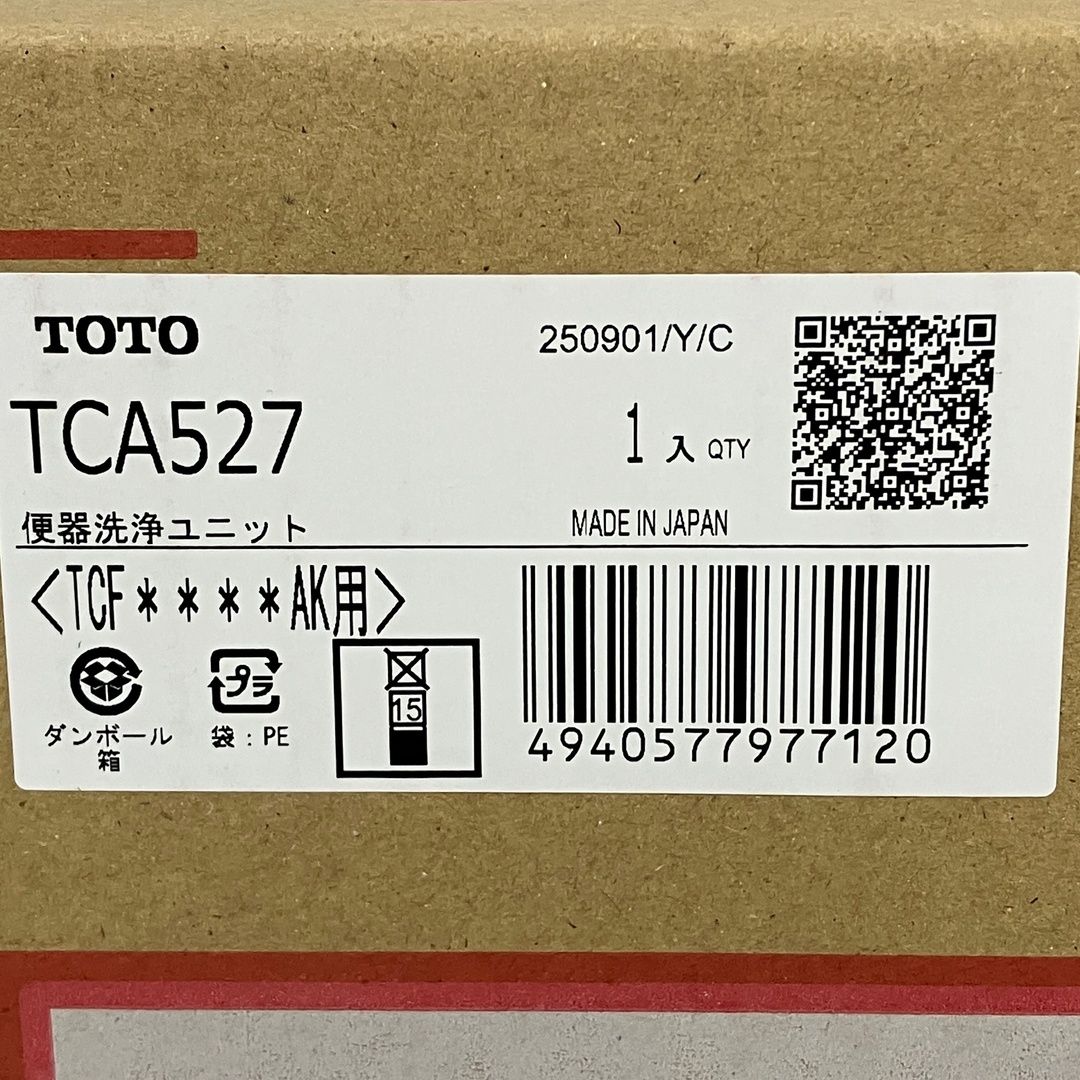 TOTO
250901/Y/C
TCA527
1入 QTY
便器洗浄ユニット
MADE IN JAPAN
〈TCF****AK用〉
プラ
ダンボール
箱
袋:PE
15
4940577977120